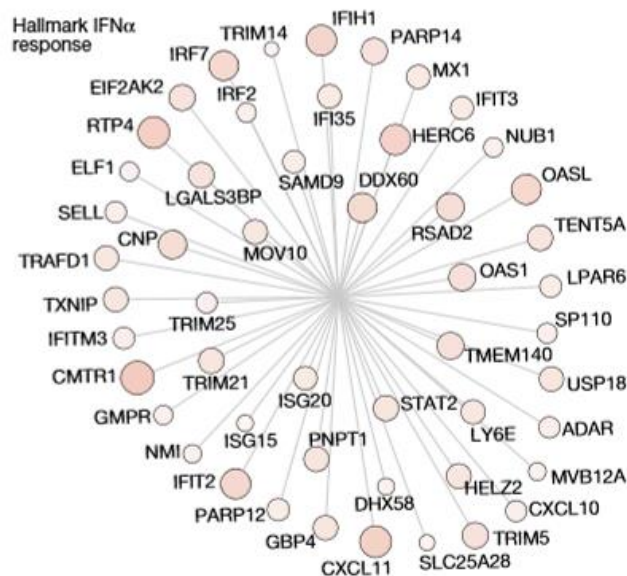 Hallmark IFNα
response
TRIM14
IFIH1
PARP14
IRF7
MX1
EIF2AK2
IRF2
IFI35
IFIT3
RTP4
HERC6
NUB1
ELF1
LGALS3BP
SAMD9
DDX60
OASL
SELL
RSAD2
TENT5A
CNP
MOV10
TRAFD1
OAS1
LPAR6
TXNIP
TRIM25
SP110
IFITM3
TMEM140
CMTR1
TRIM21
USP18
ISG20
STAT2
GMPR
LY6E
ADAR
ISG15
PNPT1
NMI
MVB12A
IFIT2
HELZ2
DHX58
CXCL10
PARP12
GBP4
TRIM5
CXCL11
SLC25A28